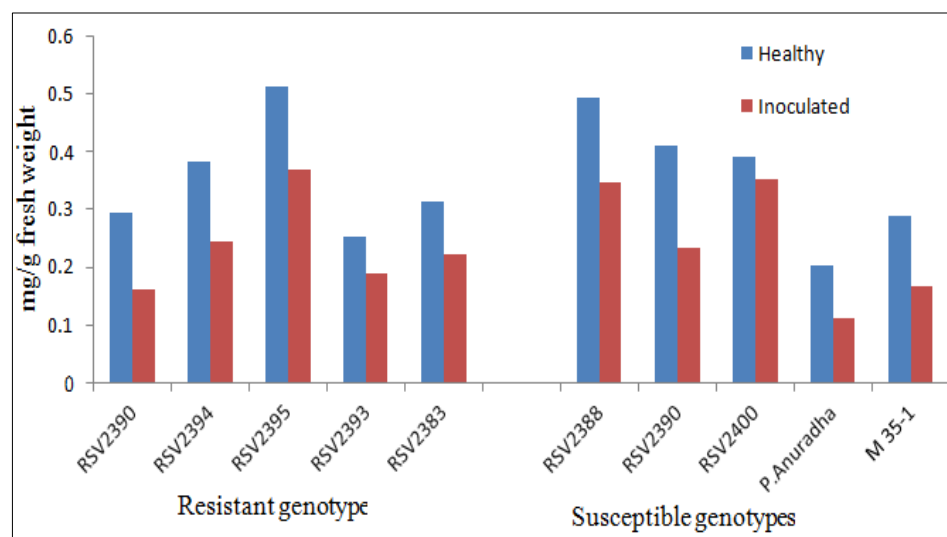 0.6
0.5
0.4
0.3
0.2
0.1
0
mg/g fresh weight
Healthy
Inoculated
RSV2390
RSV2394
RSV2395
RSV2393
RSV2383
RSV2388
RSV2390
RSV2400
P.Anuradha
M 35-1
Resistant genotype
Susceptible genotypes